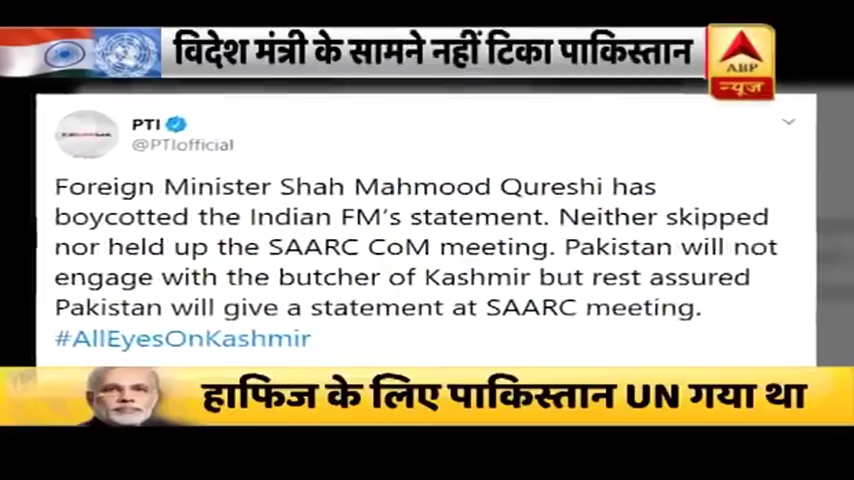 विदेश मंत्री के सामने नहीं टिका पाकिस्तान
ABP
न्यूज़
PTI
@PTIofficial
Foreign Minister Shah Mahmood Qureshi has
boycotted the Indian FM's statement. Neither skipped
nor held up the SAARC CoM meeting. Pakistan will not
engage with the butcher of Kashmir but rest assured
Pakistan will give a statement at SAARC meeting.
#AllEyesOnKashmir
हाफिज के लिए पाकिस्तान UN गया था